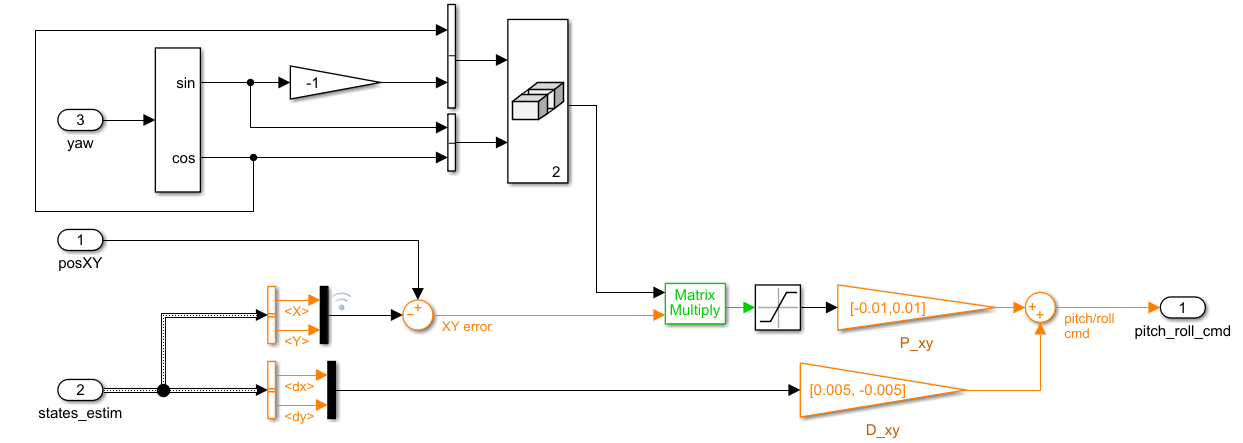 sin
-1
3
yaw
cos
2
1
posXY
<X>
<Y>
+
−
XY error
Matrix
Multiply
[-0.01,0.01]
P_xy
+
+
pitch/roll
cmd
1
pitch_roll_cmd
2
states_estim
<dx>
<dy>
[0.005, -0.005]
D_xy